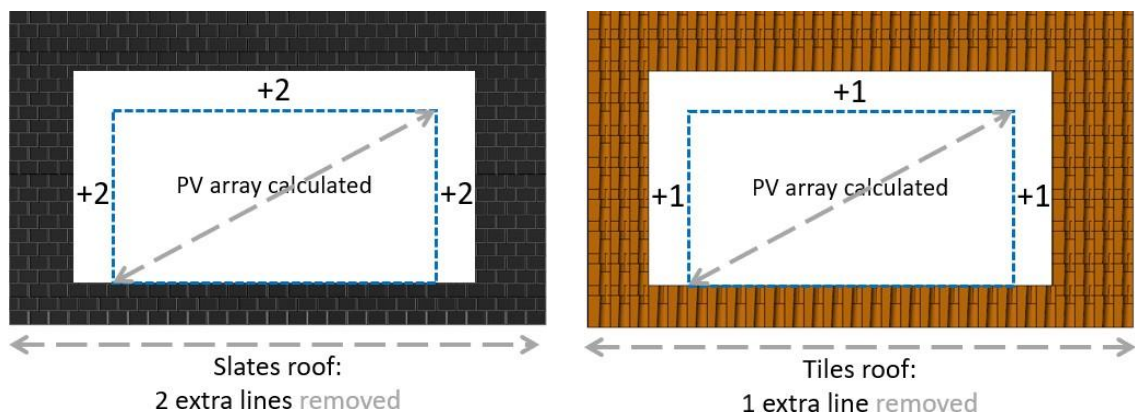 +2
+2
PV array calculated
+2
Slates roof:
2 extra lines removed
+1
+1
PV array calculated
+1
Tiles roof:
1 extra line removed